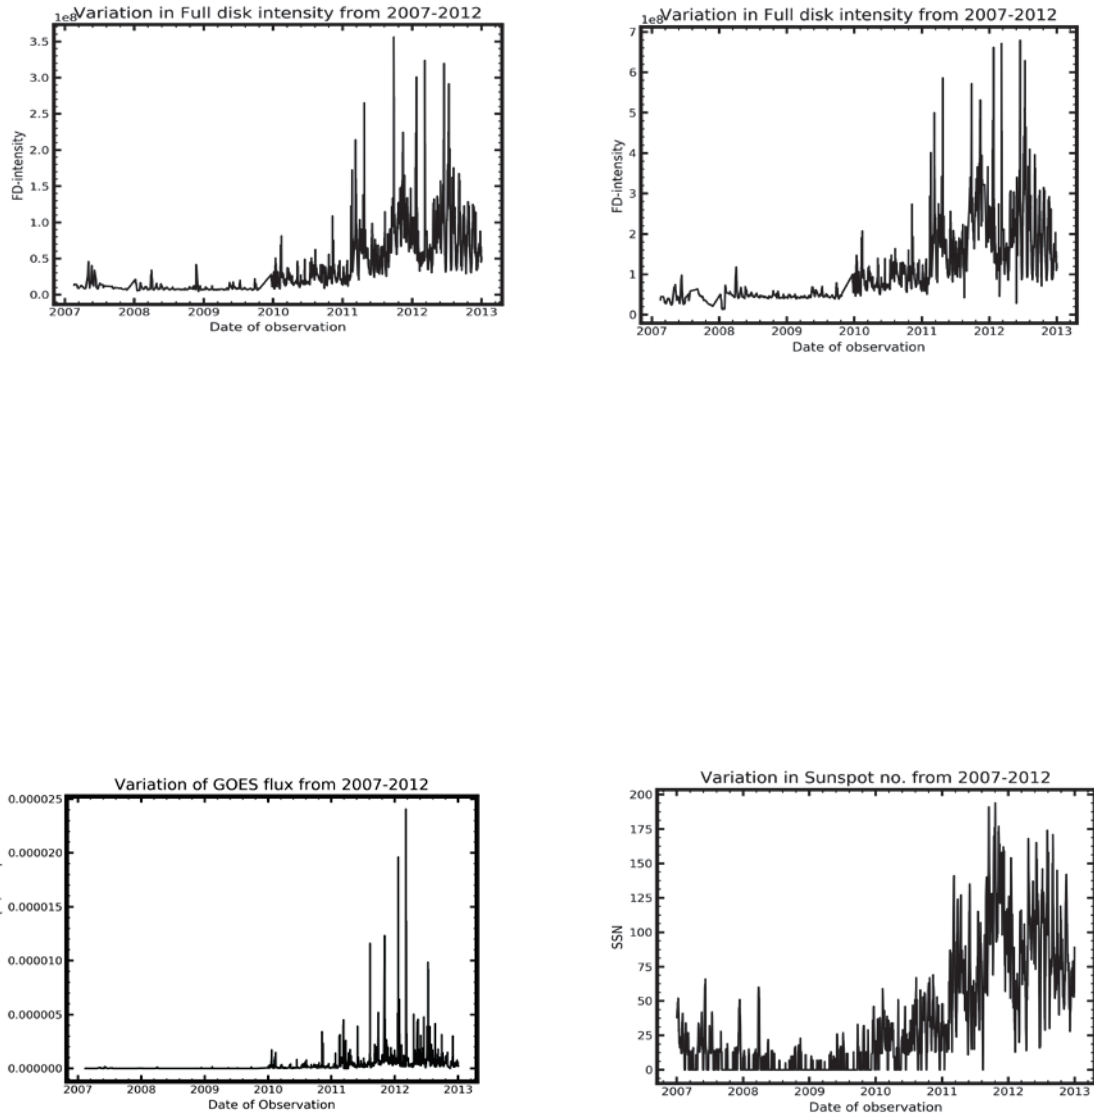 Variation in Full disk intensity from 2007-2012
1e8
3.5
3.0
2.5
2.0
1.5
1.0
0.5
0.0
FD-intensity
2007 2008 2009 2010 2011 2012 2013
Date of observation
Variation in Full disk intensity from 2007-2012
1e8
7
6
5
4
3
2
1
0
FD-intensity
2007 2008 2009 2010 2011 2012 2013
Date of observation
Variation of GOES flux from 2007-2012
0.000025
0.000020
0.000015
0.000010
0.000005
0.000000
2007 2008 2009 2010 2011 2012 2013
Date of Observation
Variation in Sunspot no. from 2007-2012
200
175
150
125
100
75
50
25
0
SSN
2007 2008 2009 2010 2011 2012 2013
Date of observation